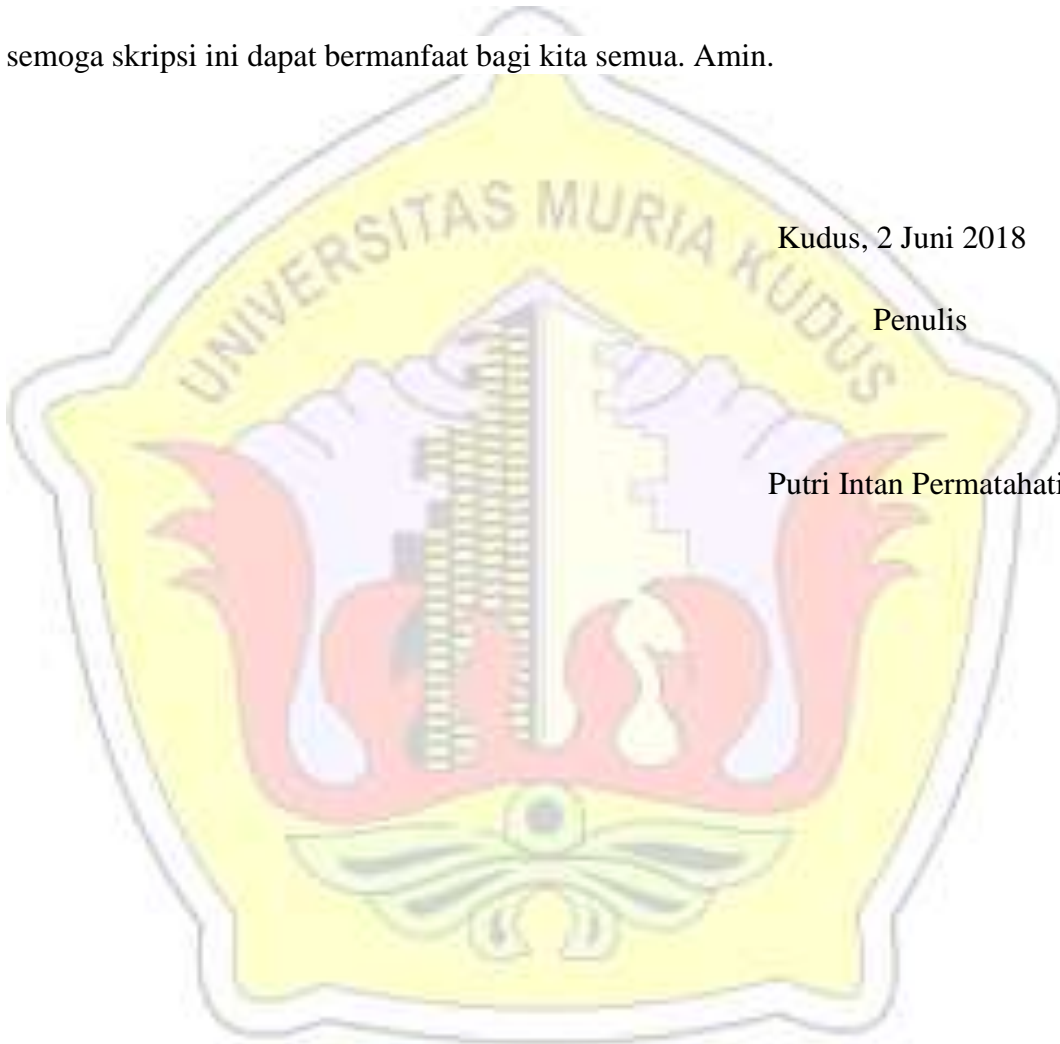 semoga skripsi ini dapat bermanfaat bagi kita semua. Amin.
UNIVERSITAS MURIA KUDUS
Kudus, 2 Juni 2018
Penulis
Putri Intan Permatahati